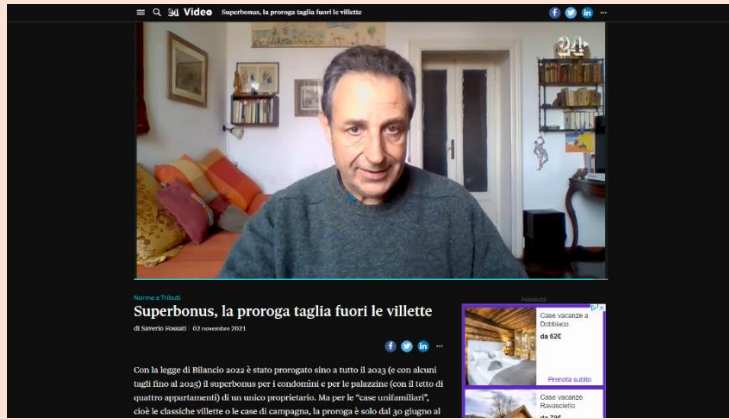 24 Video Superbonus, la proroga taglia fuori le villette
24
Norme e Tributi
Superbonus, la proroga taglia fuori le villette
di Saverio Fossati 02 novembre 2021
Con la legge di Bilancio 2022 è stato prorogato sino a tutto il 2023 (e con alcuni
tagli fino al 2025) il superbonus per i condomìni e per le palazzine (con il tetto di
quattro appartamenti) di un unico proprietario. Ma per le "case unifamiliari",
cioè le classiche villette o le case di campagna, la proroga è solo dal 30 giugno al
Case vacanze a
Dobbiaco
da 62€
Prenota subito
Case vacanze
Ravascletto